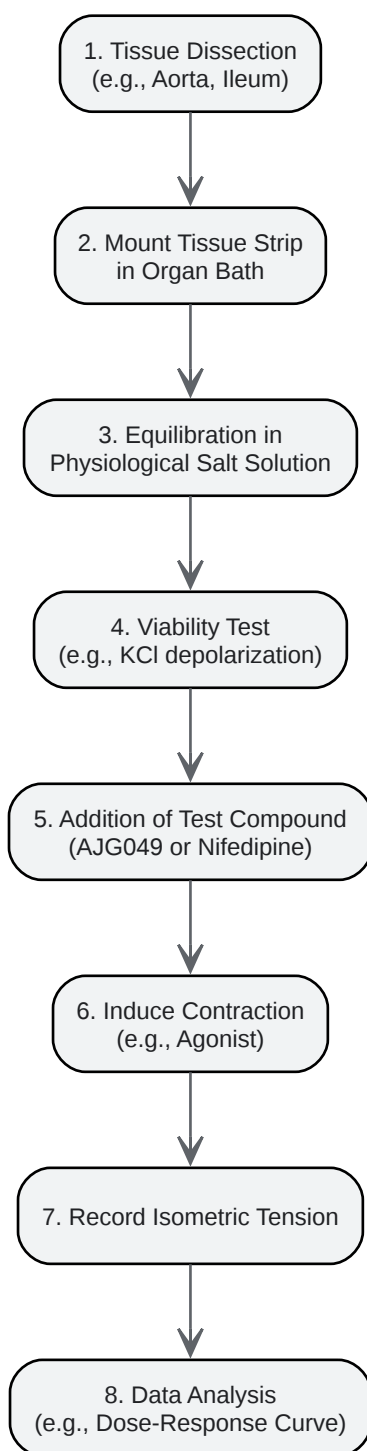 1. Tissue Dissection
(e.g., Aorta, Ileum)
2. Mount Tissue Strip
in Organ Bath
3. Equilibration in
Physiological Salt Solution
4. Viability Test
(e.g., KCl depolarization)
5. Addition of Test Compound
(AJG049 or Nifedipine)
6. Induce Contraction
(e.g., Agonist)
7. Record Isometric Tension
8. Data Analysis
(e.g., Dose-Response Curve)